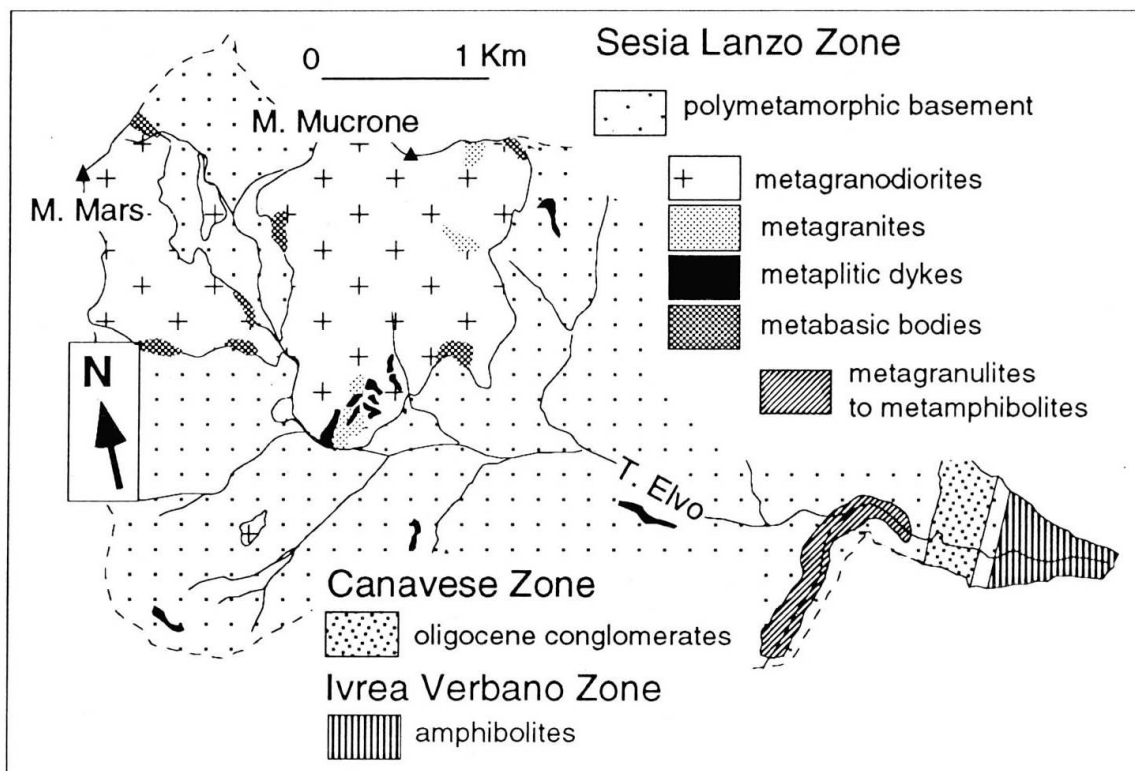 Sesia Lanzo Zone
0 1 Km
polymetamorphic basement
M. Mucrone
metagranodiorites
M. Mars
metagranites
metaplitic dykes
metabasic bodies
N
metagranulites
to metamphibolites
T. Elvo
Canavese Zone
oligocene conglomerates
Ivrea Verbano Zone
amphibolites